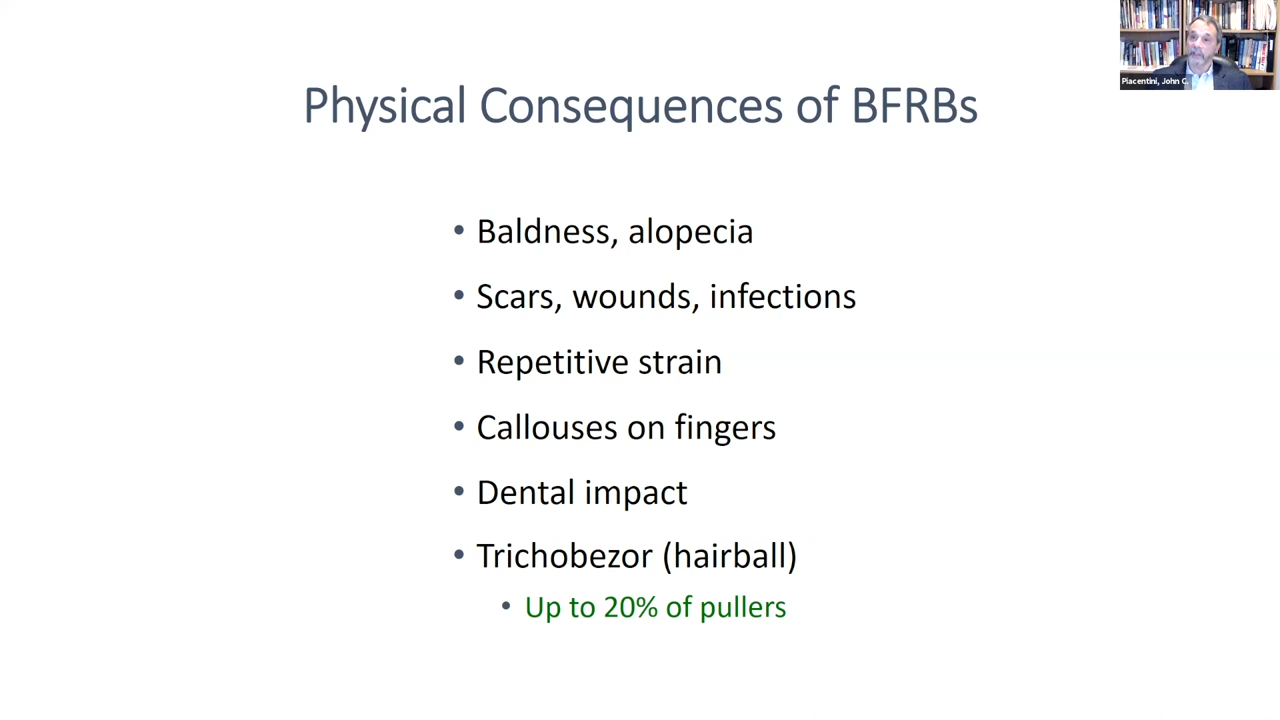 Piacentini, John C.
Physical Consequences of BFRBs
• Baldness, alopecia
• Scars, wounds, infections
• Repetitive strain
• Callouses on fingers
• Dental impact
• Trichobezor (hairball)
• Up to 20% of pullers